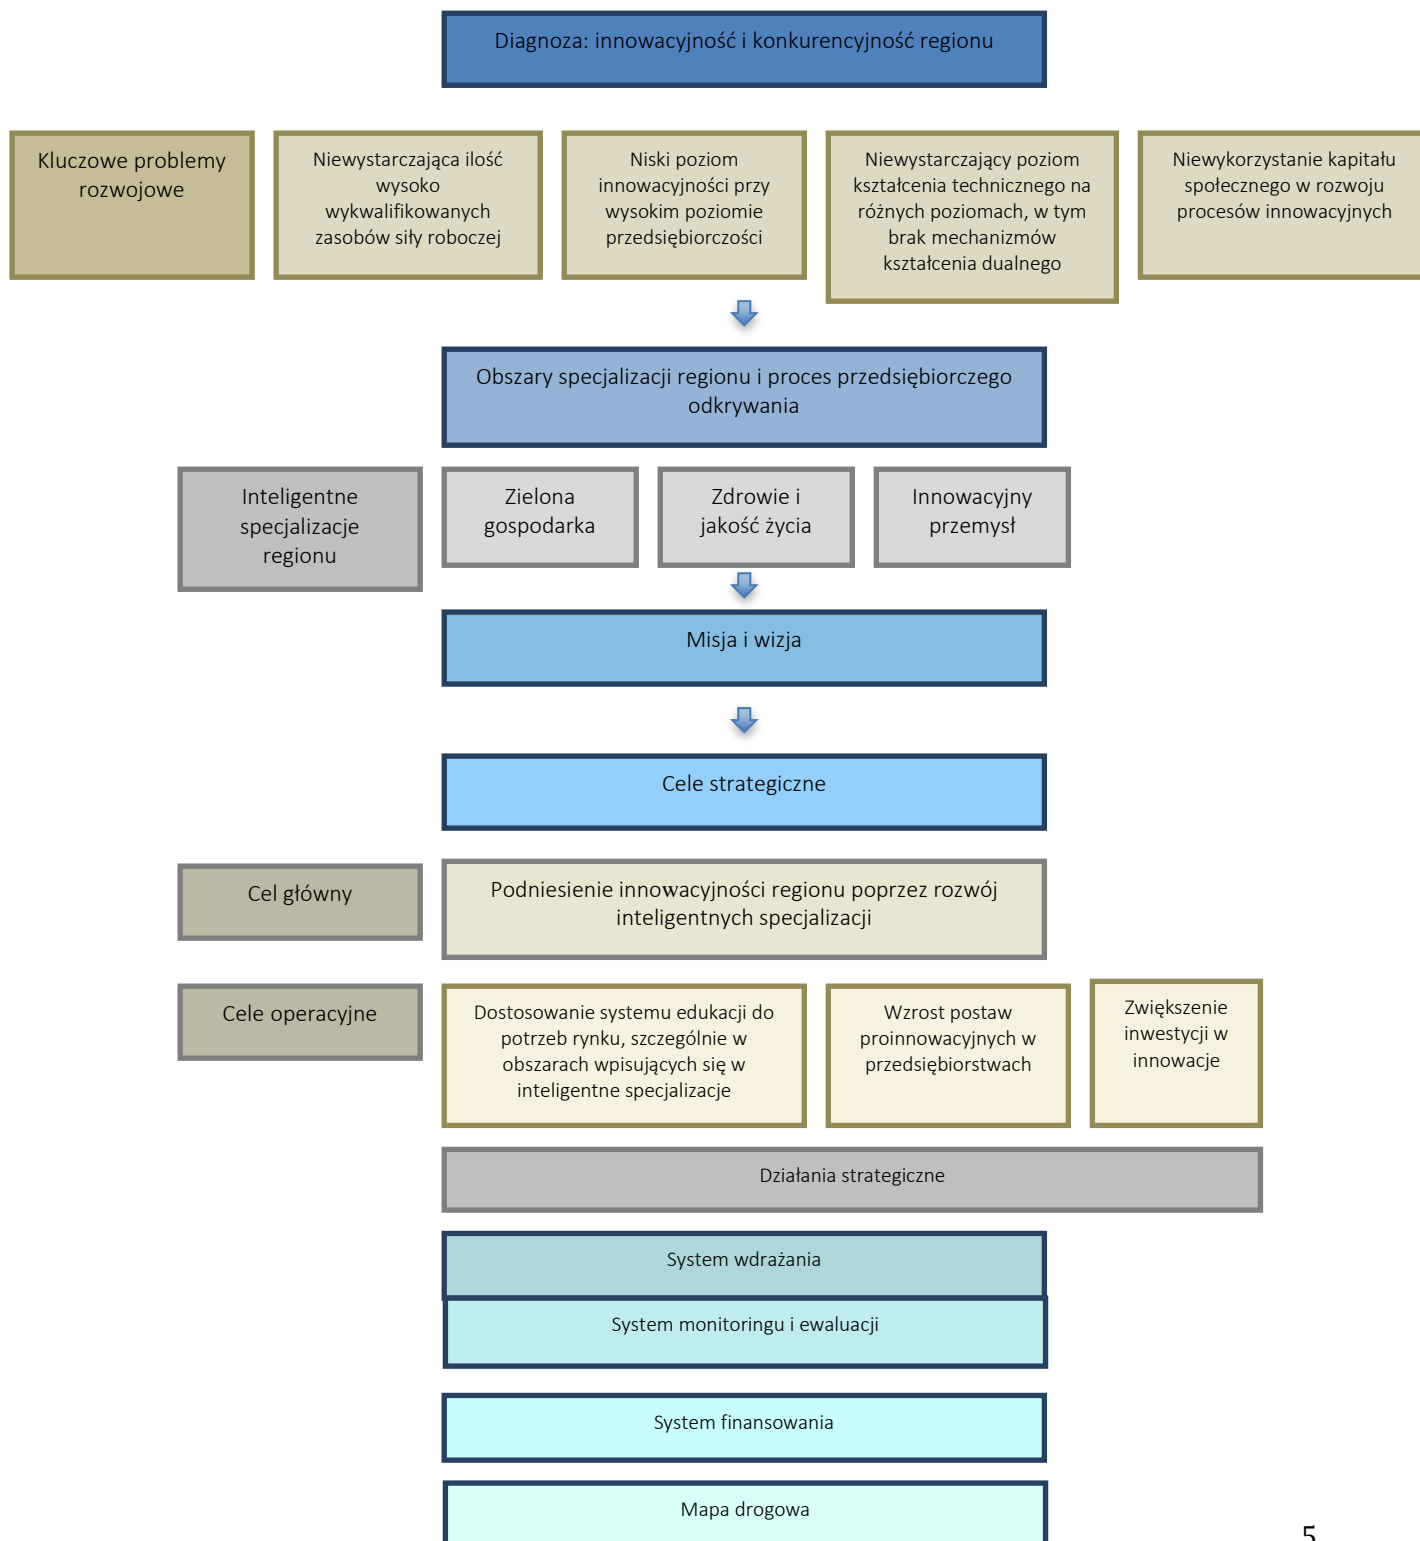 Diagnoza: innowacyjność i konkurencyjność regionu
Kluczowe problemy
rozwojowe
Niewystarczająca ilość
wysoko
wykwalifikowanych
zasobów siły roboczej
Niski poziom
innowacyjności przy
wysokim poziomie
przedsiębiorczości
Niewystarczający poziom
kształcenia technicznego na
różnych poziomach, w tym
brak mechanizmów
kształcenia dualnego
Niewykorzystanie kapitału
społecznego w rozwoju
procesów innowacyjnych
Obszary specjalizacji regionu i proces przedsiębiorczego
odkrywania
Inteligentne
specjalizacje
regionu
Zielona
gospodarka
Zdrowie i
jakość życia
Innowacyjny
przemysł
Misja i wizja
Cele strategiczne
Cel główny
Podniesienie innowacyjności regionu poprzez rozwój
inteligentnych specjalizacji
Cele operacyjne
Dostosowanie systemu edukacji do
potrzeb rynku, szczególnie w
obszarach wpisujących się w
inteligentne specjalizacje
Wzrost postaw
proinnowacyjnych w
przedsiębiorstwach
Zwiększenie
inwestycji w
innowacje
Działania strategiczne
System wdrażania
System monitoringu i ewaluacji
System finansowania
Mapa drogowa
5